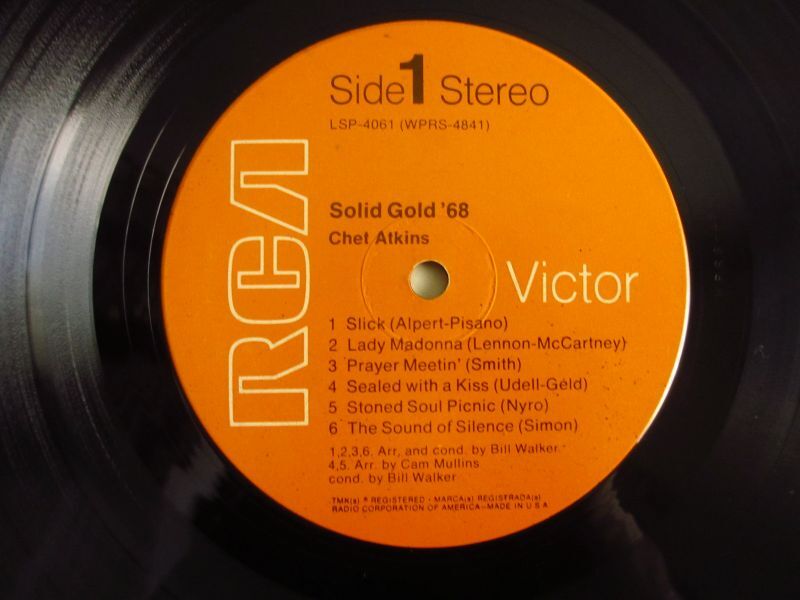 Side 1 Stereo
LSP-4061 (WPRS-4841)
RCA
Solid Gold '68
Chet Atkins
Victor
1 Slick (Alpert-Pisano)
2 Lady Madonna (Lennon-McCartney)
3 Prayer Meetin' (Smith)
4 Sealed with a Kiss (Udell-Geld)
5 Stoned Soul Picnic (Nyro)
6 The Sound of Silence (Simon)
1,2,3,6. Arr, and cond. by Bill Walker
4,5. Arr. by Cam Mullins
cond. by Bill Walker
TMK(s) ® REGISTERED • MARCA(s) REGISTRADA(s)
RADIO CORPORATION OF AMERICA—MADE IN U S A